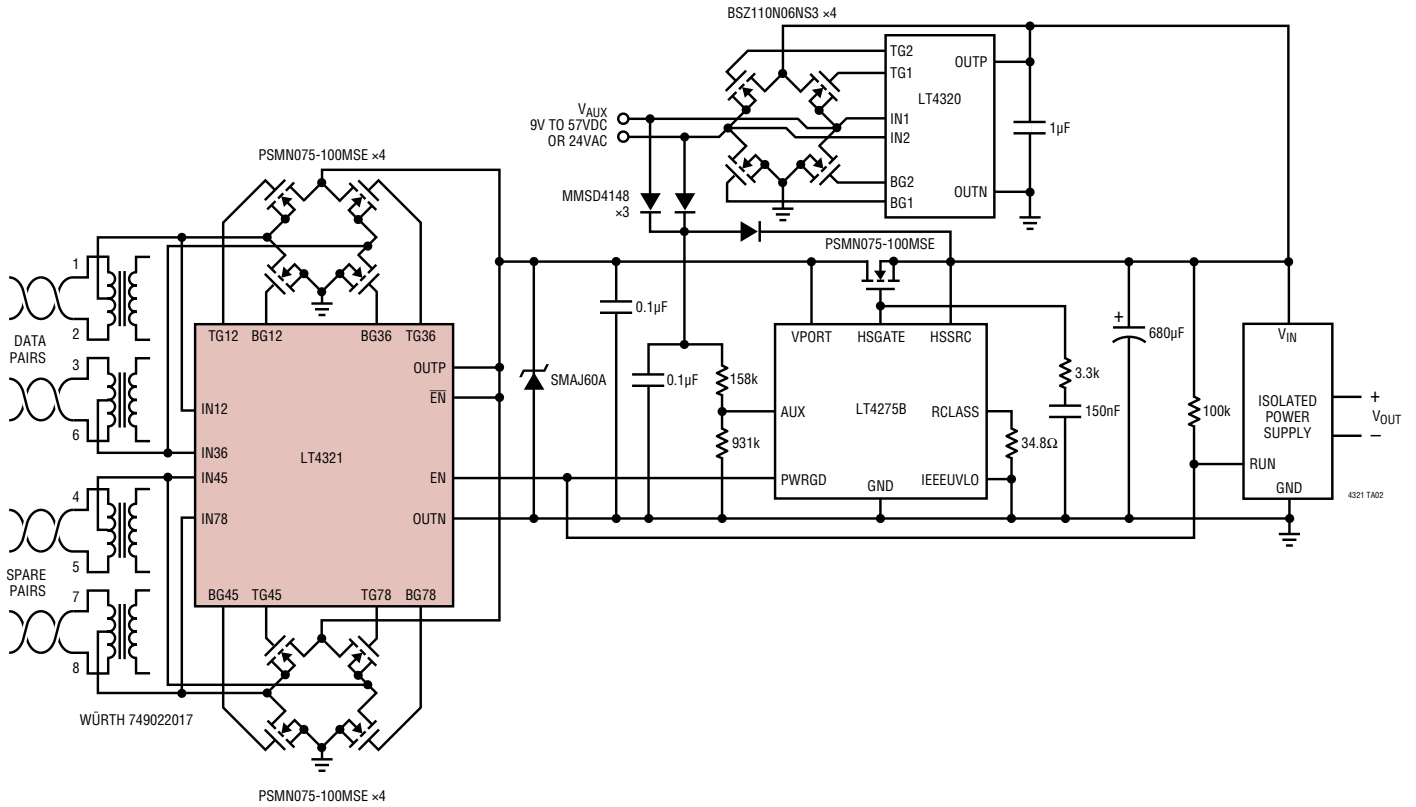 BSZ110N06NS3 ×4
TG2
TG1
IN1
IN2
BG2
BG1
OUTP
LT4320
OUTN
1µF
VAUX
9V TO 57VDC
OR 24VAC
MMSD4148
×3
PSMN075-100MSE ×4
PSMN075-100MSE
1
2
DATA
PAIRS
3
6
4
5
SPARE
PAIRS
7
8
WÜRTH 749022017
TG12
BG12
BG36
TG36
OUTP
EN
IN12
IN36
IN45
IN78
LT4321
EN
OUTN
BG45
TG45
TG78
BG78
PSMN075-100MSE ×4
SMAJ60A
0.1µF
0.1µF
158k
931k
VPORT
HSGATE
HSSRC
AUX
LT4275B
RCLASS
PWRGD
GND
IEEEUVLO
34.8Ω
3.3k
150nF
+
680µF
100k
VIN
ISOLATED
POWER
SUPPLY
RUN
GND
+
VOUT
–
4321 TA02